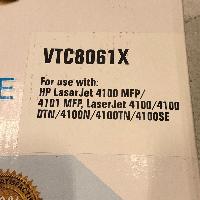 VTC8061X
For use with:
HP LaserJet 4100 MFP/
4101 MFP, LaserJet 4100/4100
DTN/4100N/4100TN/4100SE
E